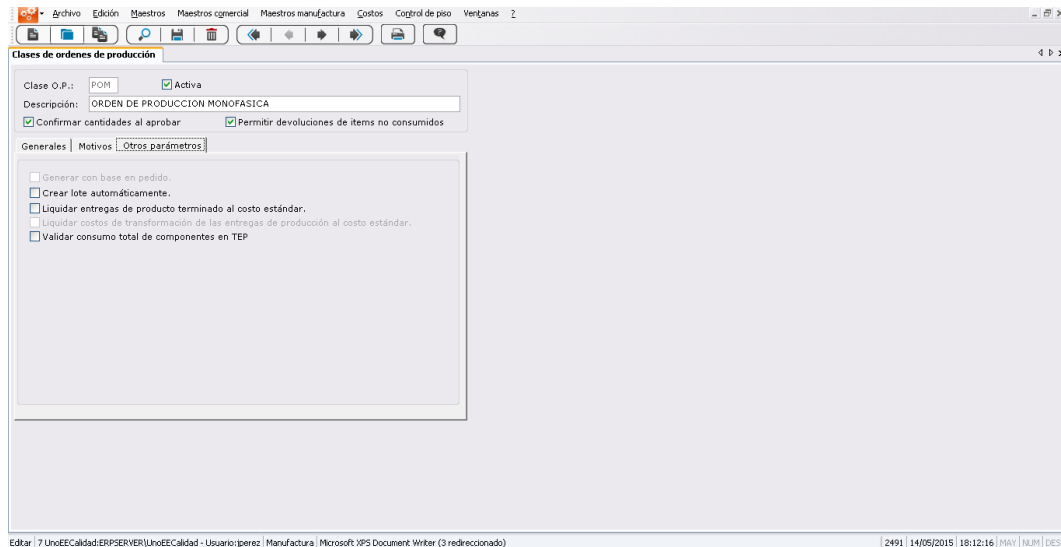 Archivo Edición Maestros Maestros comercial Maestros manufactura Costos Control de piso Ventanas ?
Clases de ordenes de producción
Clase O.P.: POM Activa
Descripción: ORDEN DE PRODUCCION MONOFASICA
Confirmar cantidades al aprobar Permitir devoluciones de items no consumidos
Generales Motivos Otros parámetros
Generar con base en pedido.
Crear lote automáticamente.
Liquidar entregas de producto terminado al costo estándar.
Liquidar costos de transformación de las entregas de producción al costo estándar.
Validar consumo total de componentes en TEP
Editar 7 UnoEECalidad:ERPSERVER\UnoEECalidad - Usuario:jperez Manufactura Microsoft XPS Document Writer (3 redireccionado) 2491 14/05/2015 18:12:16 MAY NUM DES